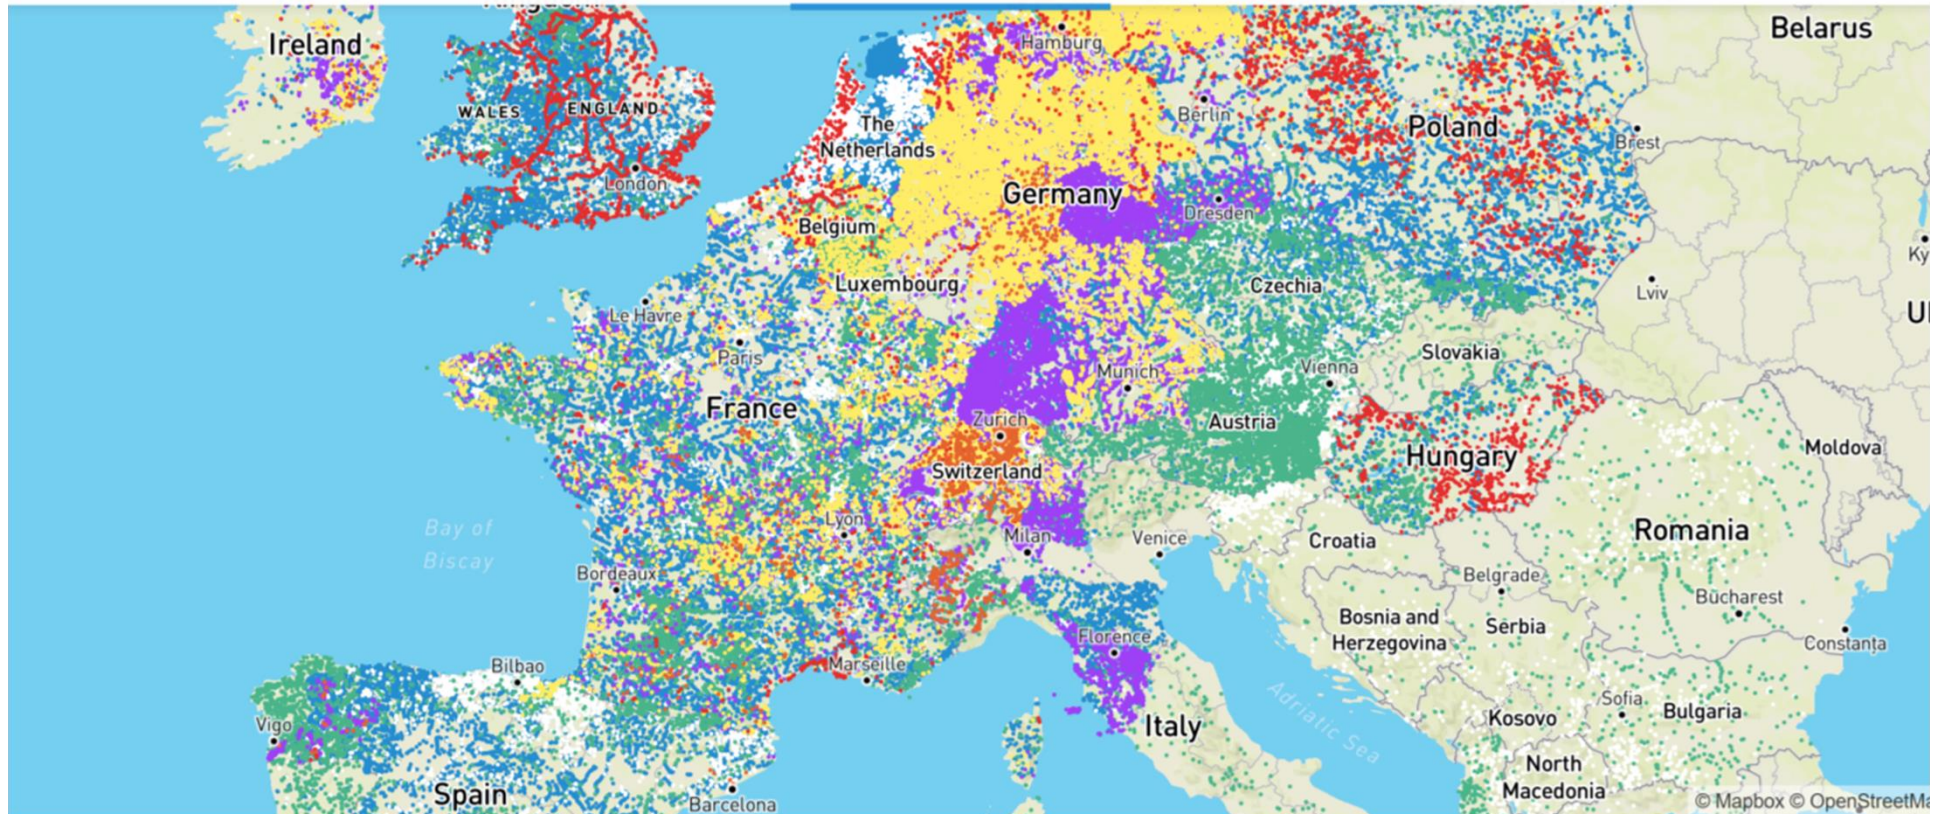 Ireland
Hamburg
Belarus
WALES
ENGLAND
The
Netherlands
Berlin
Poland
Brest
London
Germany
Dresden
Belgium
Ky
Luxembourg
Czechia
Lviv
Le Havre
Paris
Slovakia
Vienna
Munich
France
Zurich
Austria
Switzerland
Hungary
Moldova
Bay of
Biscay
Lyon
Milan
Venice
Croatia
Romania
Bordeaux
Belgrade
Bucharest
Bosnia and
Herzegovina
Serbia
Florence
Constanța
Bilbao
Marseille
Adriatic Sea
Sofia
Vigo
Italy
Kosovo
Bulgaria
North
Macedonia
Spain
Barcelona
© Mapbox © OpenStreetMa